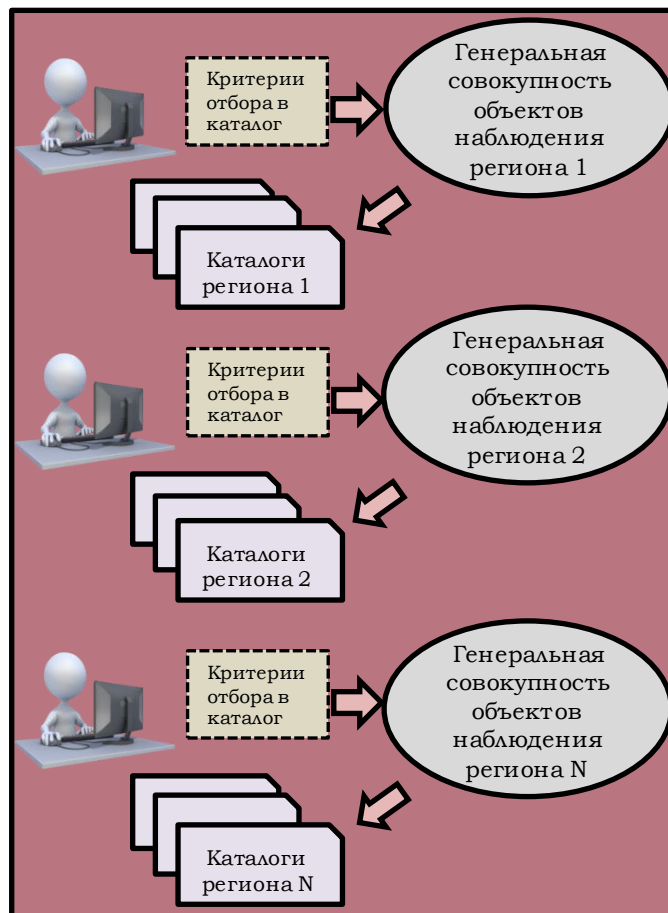 Критерии
отбора в
каталог
Генеральная
совокупность
объектов
наблюдения
региона 1
Каталоги
региона 1
Критерии
отбора в
каталог
Генеральная
совокупность
объектов
наблюдения
региона 2
Каталоги
региона 2
Критерии
отбора в
каталог
Генеральная
совокупность
объектов
наблюдения
региона N
Каталоги
региона N